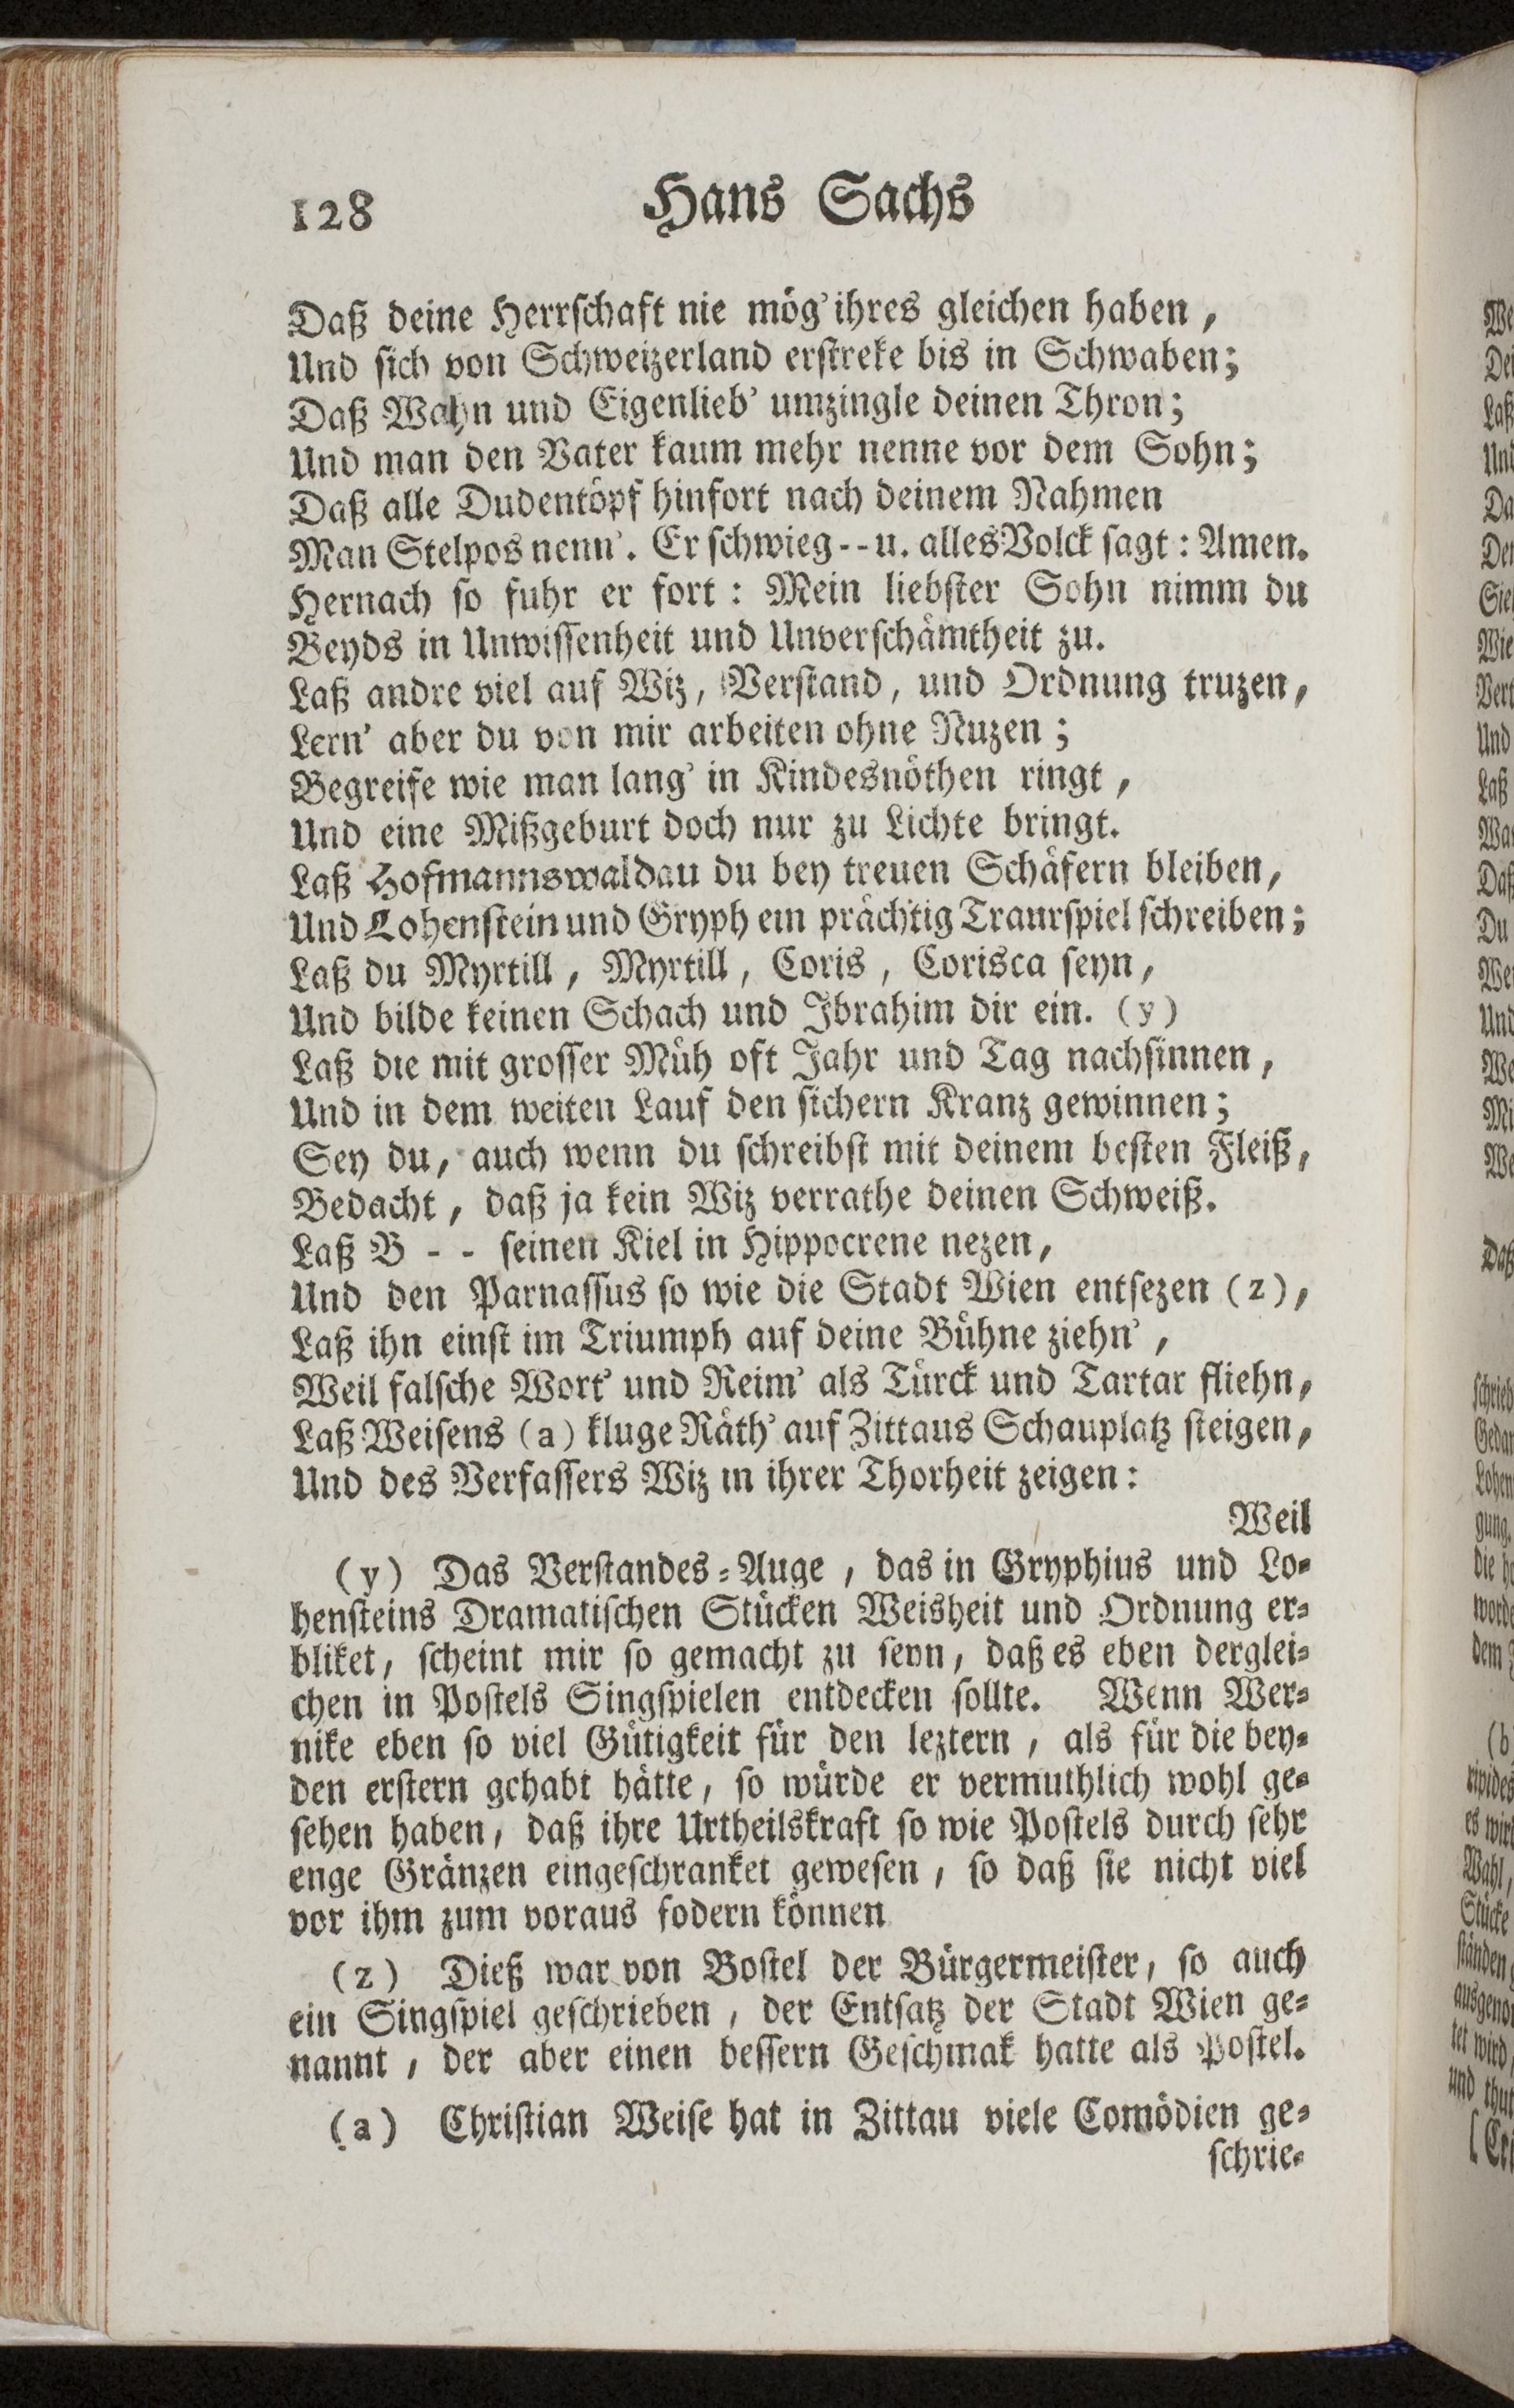 128 Hans Sachs
Daß deine Herrschaft nie mög' ihres gleichen haben,
Und sich von Schweizerland erstreke bis in Schwaben;
Daß Wahn und Eigenlieb' umzingle deinen Thron;
Und man den Vater kaum mehr nenne vor dem Sohn;
Daß alle Dudentöpf hinfort nach deinem Nahmen
Man Stelpos nenn'. Er schwieg -- u. alles Volck sagt: Amen.
Hernach so fuhr er fort: Mein liebster Sohn nimm du
Beyds in Unwissenheit und Unverschämtheit zu.
Laß andre viel auf Wiz, Verstand, und Ordnung truzen,
Lern' aber du von mir arbeiten ohne Nuzen;
Begreife wie man lang' in Kindesnöthen ringt,
Und eine Mißgeburt doch nur zu Lichte bringt.
Laß Hofmannswaldau du bey treuen Schäfern bleiben,
Und Lohenstein und Gryph ein prächtig Traurspiel schreiben;
Laß du Myrtill, Myrtill, Coris, Corisca seyn,
Und bilde keinen Schach und Ibrahim dir ein. (y)
Laß die mit grosser Müh oft Jahr und Tag nachsinnen,
Und in dem weiten Lauf den sichern Kranz gewinnen;
Sey du, auch wenn du schreibst mit deinem besten Fleiß,
Bedacht, daß ja kein Wiz verrathe deinen Schweiß.
Laß B - - seinen Kiel in Hippocrene nezen,
Und den Parnassus so wie die Stadt Wien entsezen (z),
Laß ihn einst im Triumph auf deine Bühne ziehn',
Weil falsche Wort' und Reim' als Türck und Tartar fliehn,
Laß Weisens (a) kluge Räth' auf Zittaus Schauplatz steigen,
Und des Verfassers Wiz in ihrer Thorheit zeigen:
Weil
(y) Das Verstandes-Auge, das in Gryphius und Lo-
hensteins Dramatischen Stücken Weisheit und Ordnung er-
bliket, scheint mir so gemacht zu seyn, daß es eben derglei-
chen in Postels Singspielen entdecken sollte. Wenn Wer-
nike eben so viel Gütigkeit für den leztern, als für die bey-
den erstern gehabt hätte, so würde er vermuthlich wohl ge-
sehen haben, daß ihre Urtheilskraft so wie Postels durch sehr
enge Gränzen eingeschranket gewesen, so daß sie nicht viel
vor ihm zum voraus fodern können
(z) Dieß war von Bostel der Bürgermeister, so auch
ein Singspiel geschrieben, der Entsatz der Stadt Wien ge-
nannt, der aber einen bessern Geschmak hatte als Postel.
(a) Christian Weise hat in Zittau viele Comödien ge-
schrie-